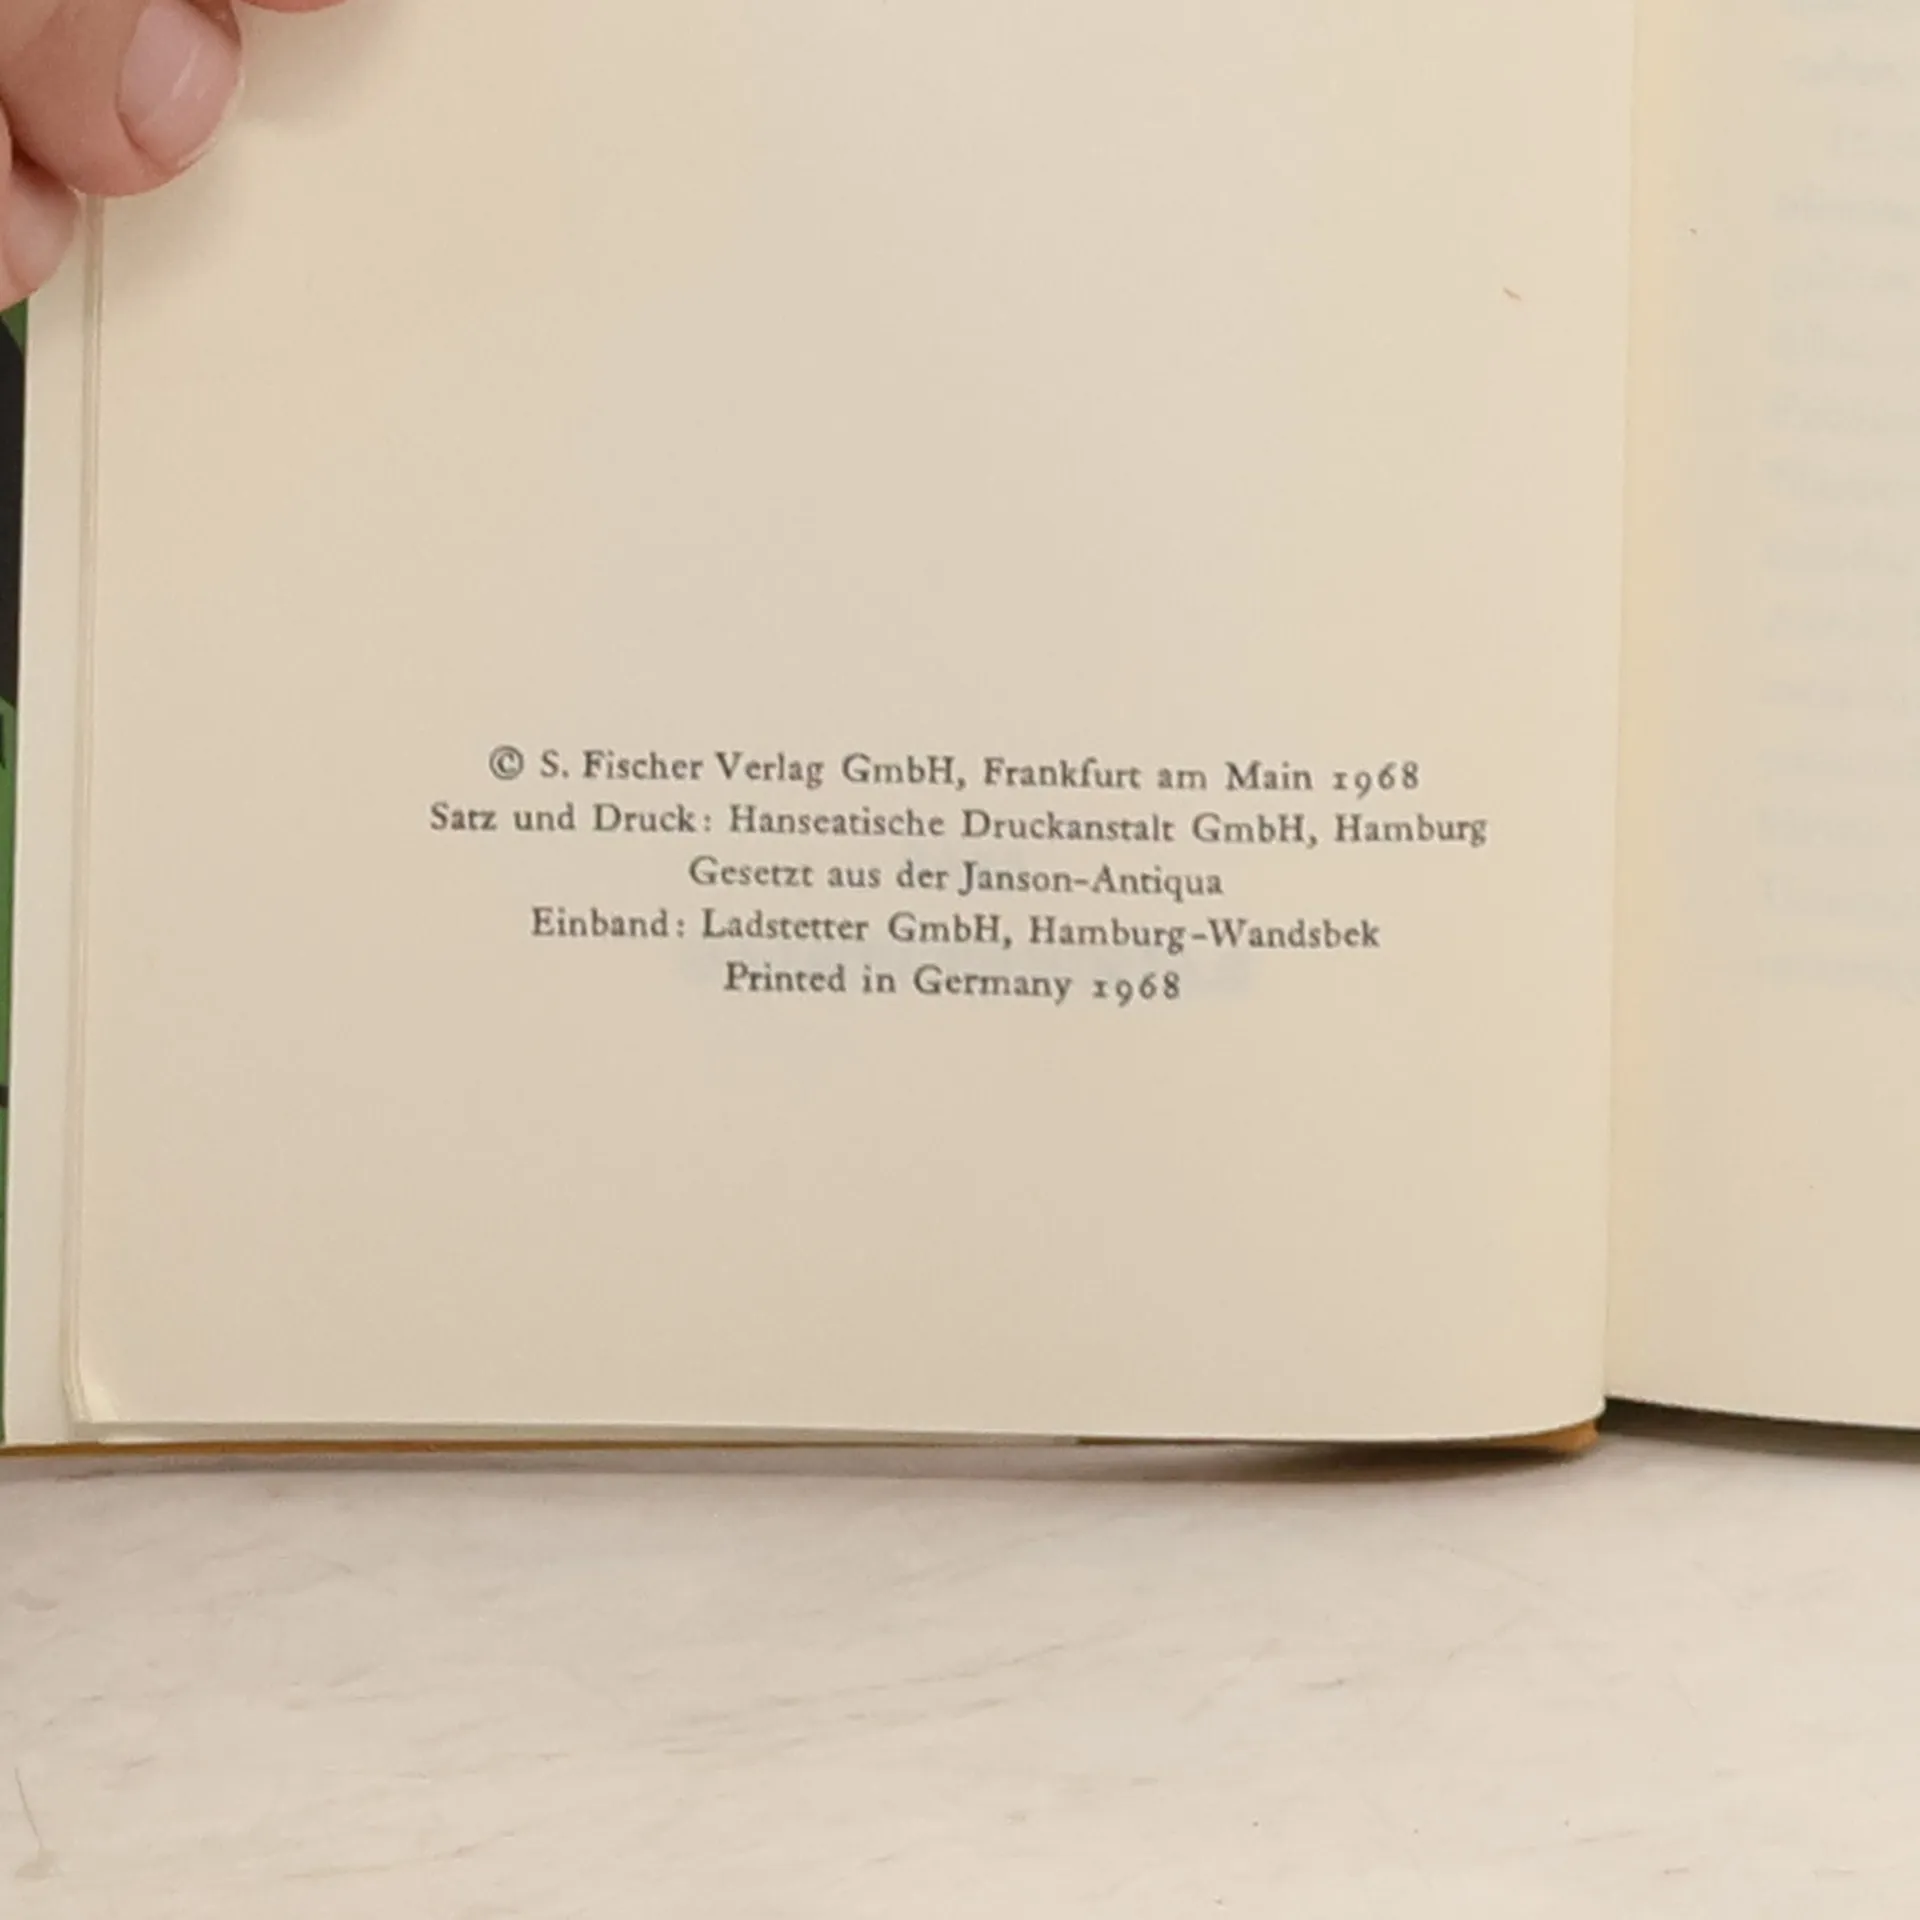 © S. Fischer Verlag GmbH, Frankfurt am Main 1968
Satz und Druck: Hanseatische Druckanstalt GmbH, Hamburg
Gesetzt aus der Janson-Antiqua
Einband: Ladstetter GmbH, Hamburg-Wandsbek
Printed in Germany 1968